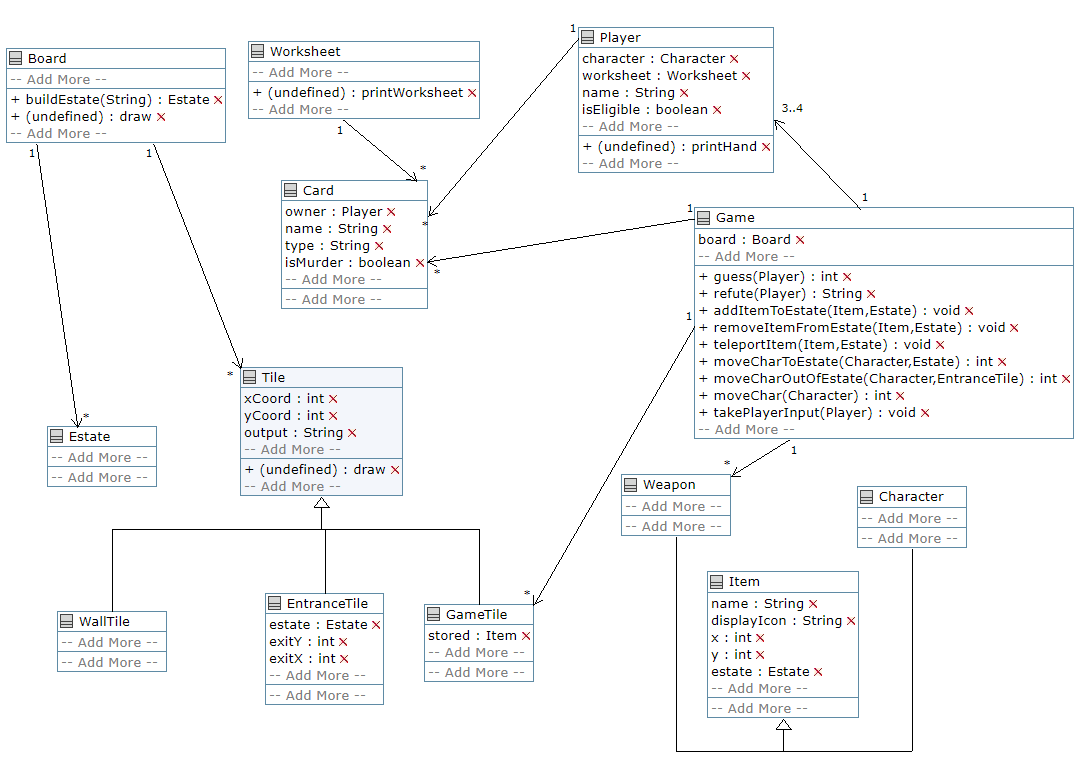 Board
-- Add More --
+ buildEstate(String) : Estate ×
+ (undefined) : draw ×
-- Add More --
1
1
Worksheet
-- Add More --
+ (undefined) : printWorksheet ×
-- Add More --
1
*
1
Player
character : Character ×
worksheet : Worksheet ×
name : String ×
isEligible : boolean ×
-- Add More --
+ (undefined) : printHand ×
-- Add More --
3..4
1
Card
owner : Player ×
name : String ×
type : String ×
isMurder : boolean ×
-- Add More --
-- Add More --
*
*
1
Game
board : Board ×
-- Add More --
+ guess(Player) : int ×
+ refute(Player) : String ×
+ addItemToEstate(Item,Estate) : void ×
+ removeItemFromEstate(Item,Estate) : void ×
+ teleportItem(Item,Estate) : void ×
+ moveCharToEstate(Character,Estate) : int ×
+ moveCharOutOfEstate(Character,EntranceTile) : int ×
+ moveChar(Character) : int ×
+ takePlayerInput(Player) : void ×
-- Add More --
1
1
*
Tile
xCoord : int ×
yCoord : int ×
output : String ×
-- Add More --
+ (undefined) : draw ×
-- Add More --
*
Estate
-- Add More --
-- Add More --
*
Weapon
-- Add More --
-- Add More --
Character
-- Add More --
-- Add More --
WallTile
-- Add More --
-- Add More --
EntranceTile
estate : Estate ×
exitY : int ×
exitX : int ×
-- Add More --
-- Add More --
*
GameTile
stored : Item ×
-- Add More --
-- Add More --
Item
name : String ×
displayIcon : String ×
x : int ×
y : int ×
estate : Estate ×
-- Add More --
-- Add More --